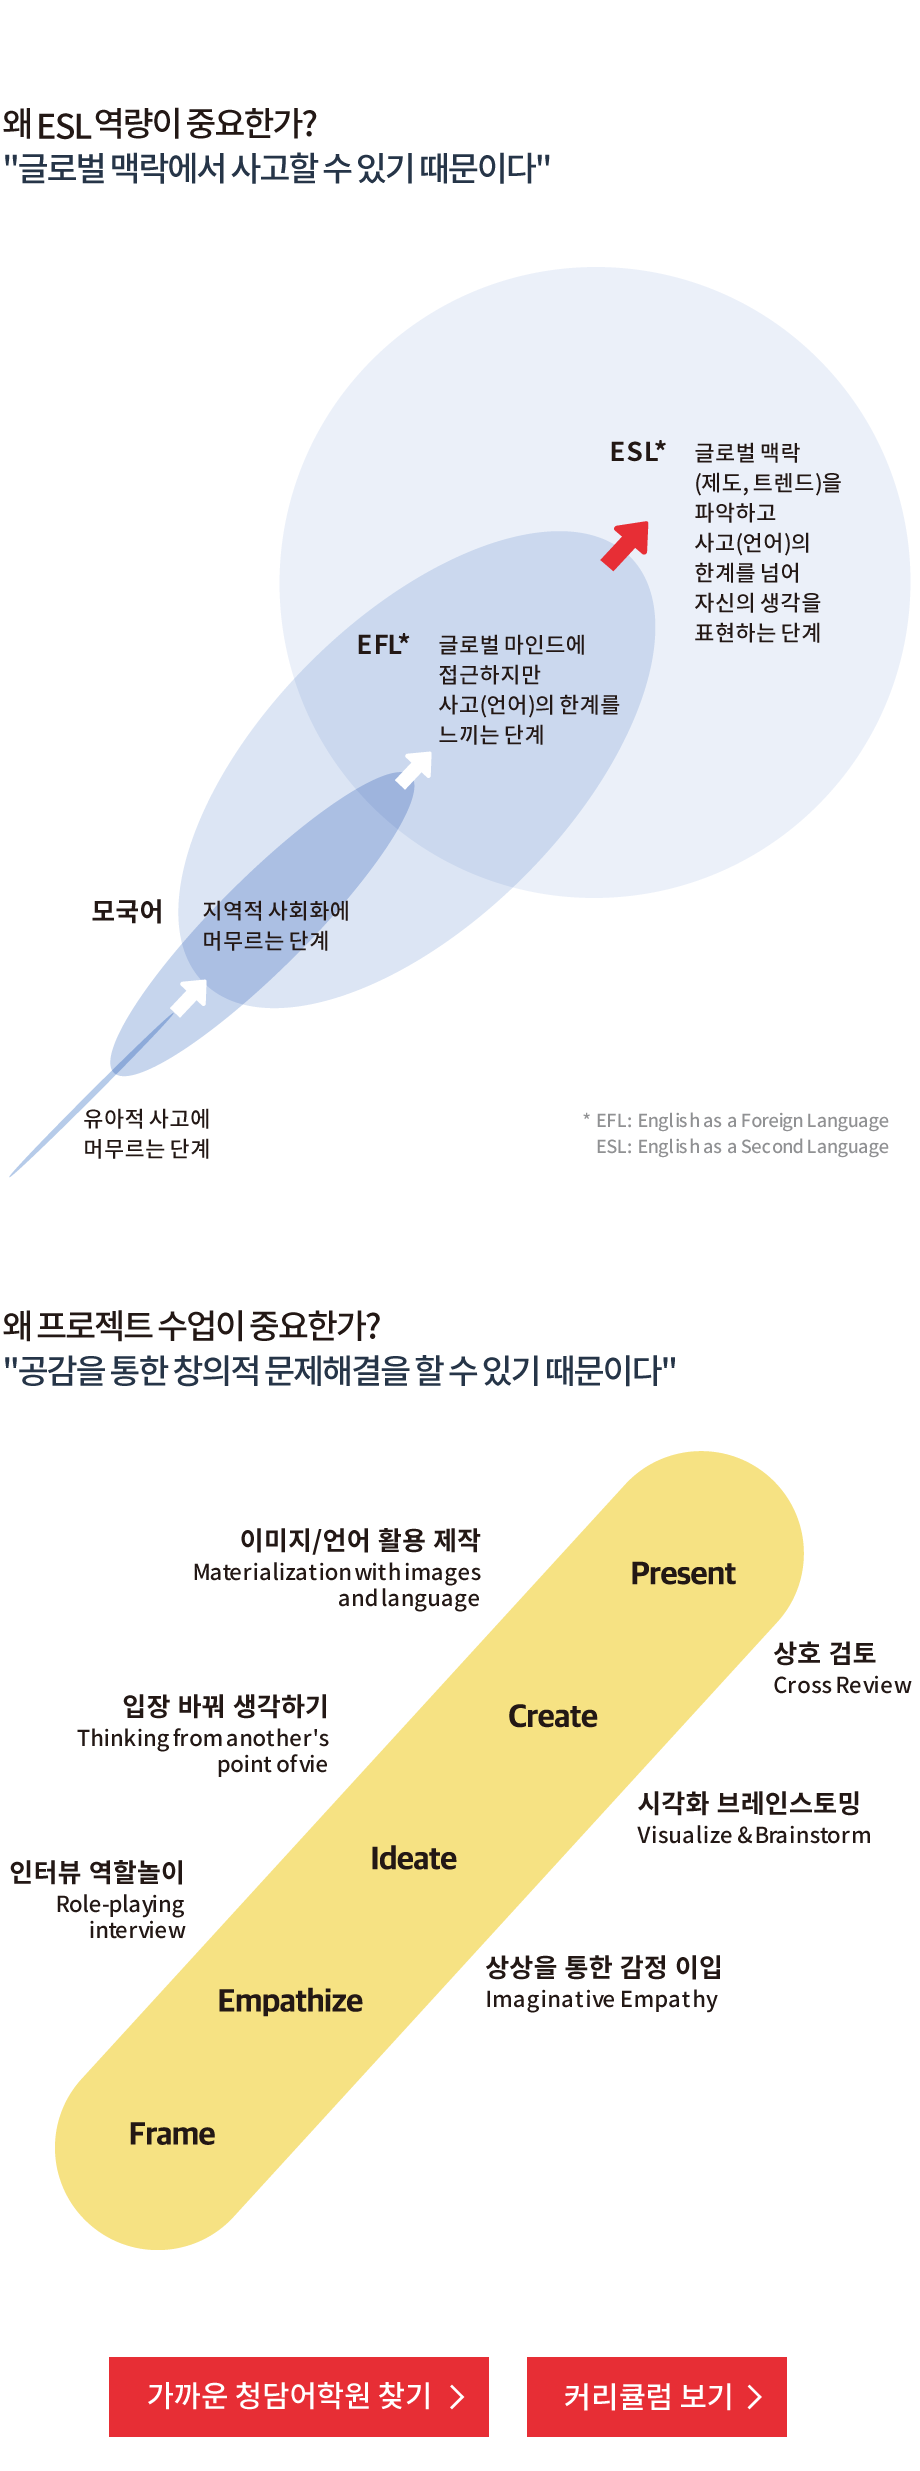 왜 ESL 역량이 중요한가?
"글로벌 맥락에서 사고할 수 있기 때문이다"
ESL*
글로벌 맥락
(제도, 트렌드)을
파악하고
사고(언어)의
한계를 넘어
자신의 생각을
표현하는 단계
EFL*
글로벌 마인드에
접근하지만
사고(언어)의 한계를
느끼는 단계
모국어
지역적 사회화에
머무르는 단계
유아적 사고에
머무르는 단계
* EFL: English as a Foreign Language
ESL: English as a Second Language
왜 프로젝트 수업이 중요한가?
"공감을 통한 창의적 문제해결을 할 수 있기 때문이다"
이미지/언어 활용 제작
Materialization with images
and language
Present
상호 검토
Cross Review
입장 바꿔 생각하기
Thinking from another's
point of vie
Create
시각화 브레인스토밍
Visualize & Brainstorm
Ideate
인터뷰 역할놀이
Role-playing
interview
상상을 통한 감정 이입
Imaginative Empathy
Empathize
Frame
가까운 청담어학원 찾기 >
커리큘럼 보기 >